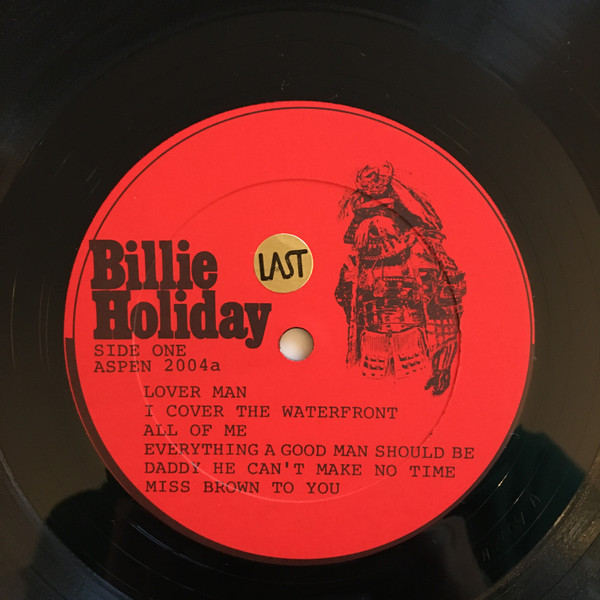 Billie
Holiday
LAST
SIDE ONE
ASPEN 2004a
LOVER MAN
I COVER THE WATERFRONT
ALL OF ME
EVERYTHING A GOOD MAN SHOULD BE
DADDY HE CAN'T MAKE NO TIME
MISS BROWN TO YOU